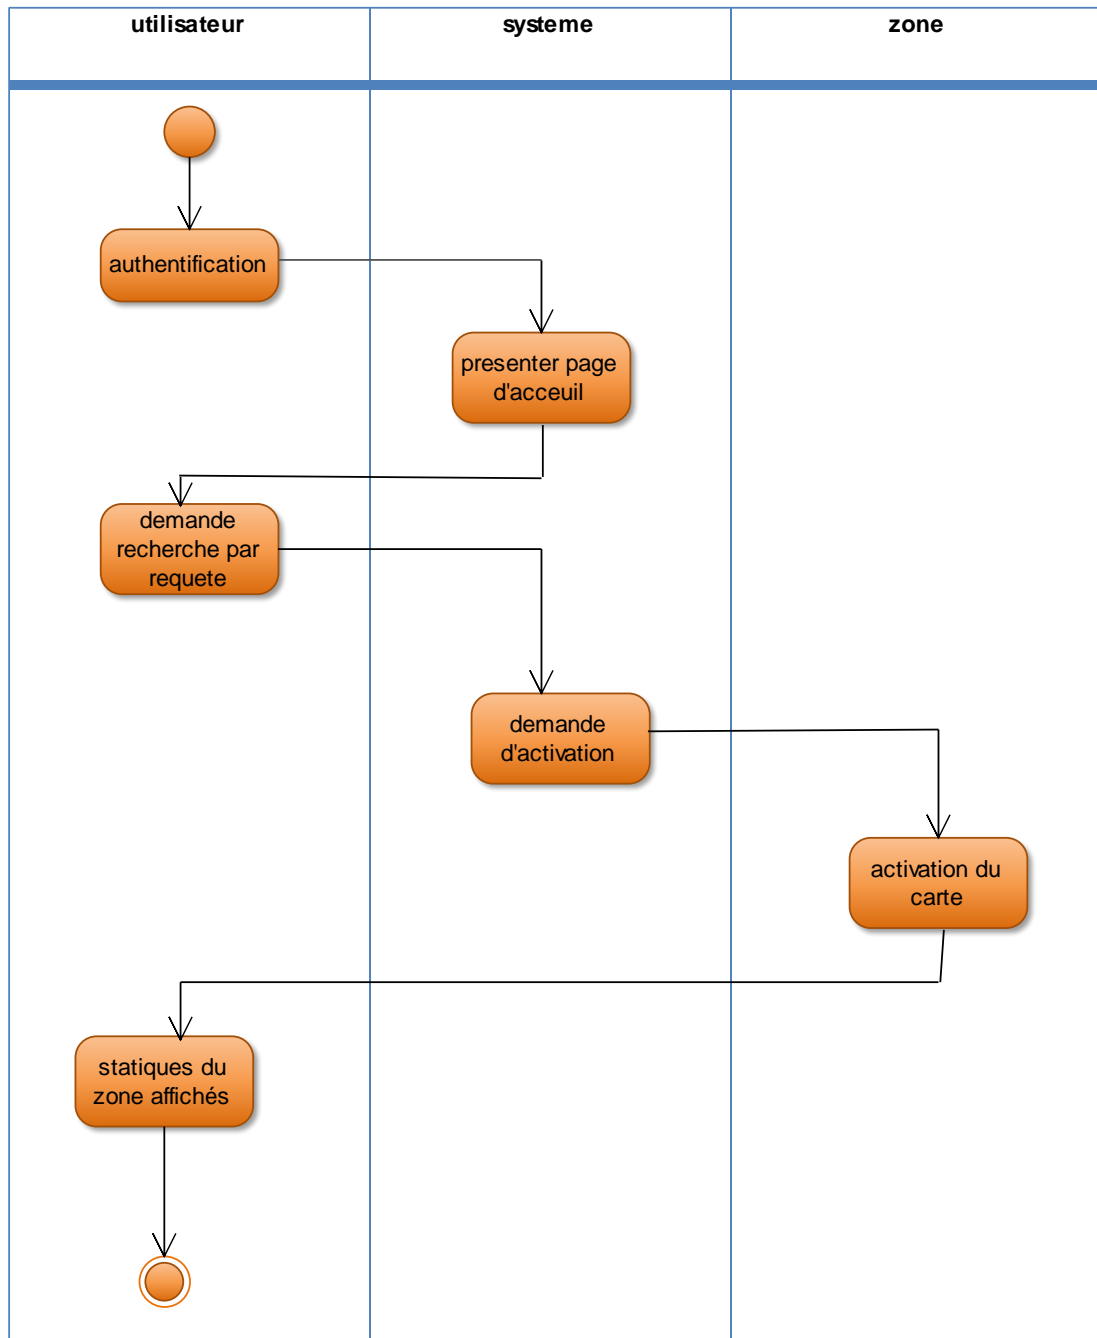 utilisateur
systeme
zone
authentification
presenter page
d'acceuil
demande
recherche par
requete
demande
d'activation
activation du
carte
statiques du
zone affichés